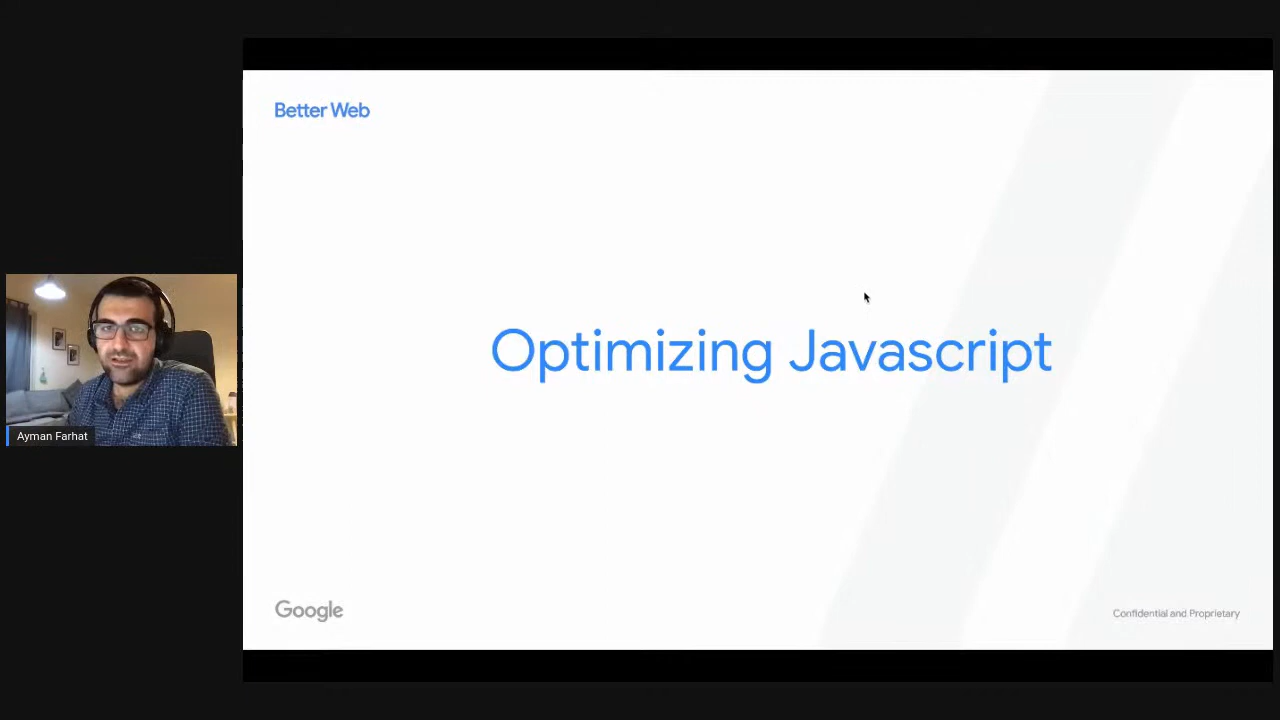 Better Web
Optimizing Javascript
Ayman Farhat
Google
Confidential and Proprietary